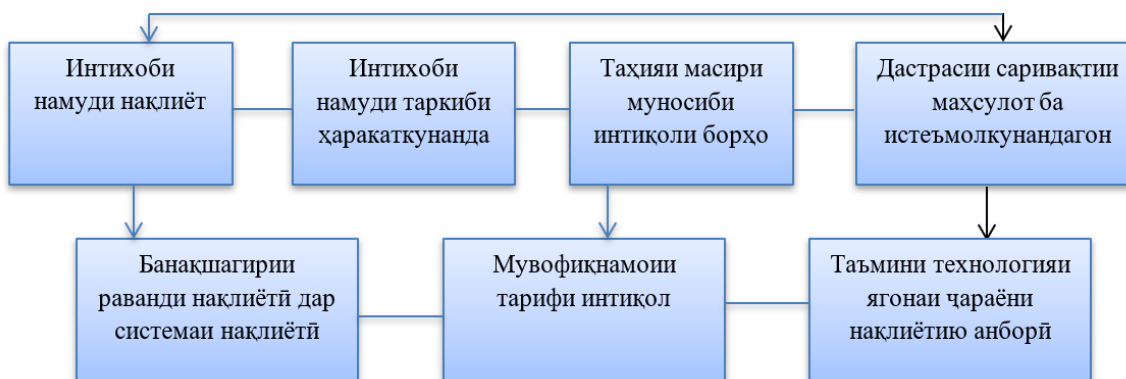 Интихоби
намуди нақлиёт
Интихоби
намуди таркиби
ҳаракаткунанда
Таҳияи масири
муносиби
интиқоли борҳо
Дастрасии саривақтии
маҳсулот ба
истеъмолкунандагон
Банақшагирии
раванди нақлиётӣ дар
системаи нақлиётӣ
Мувофиқнамоии
тарифи интиқол
Таъмини технологияи
ягонаи ҷараёни
нақлиётию анборӣ